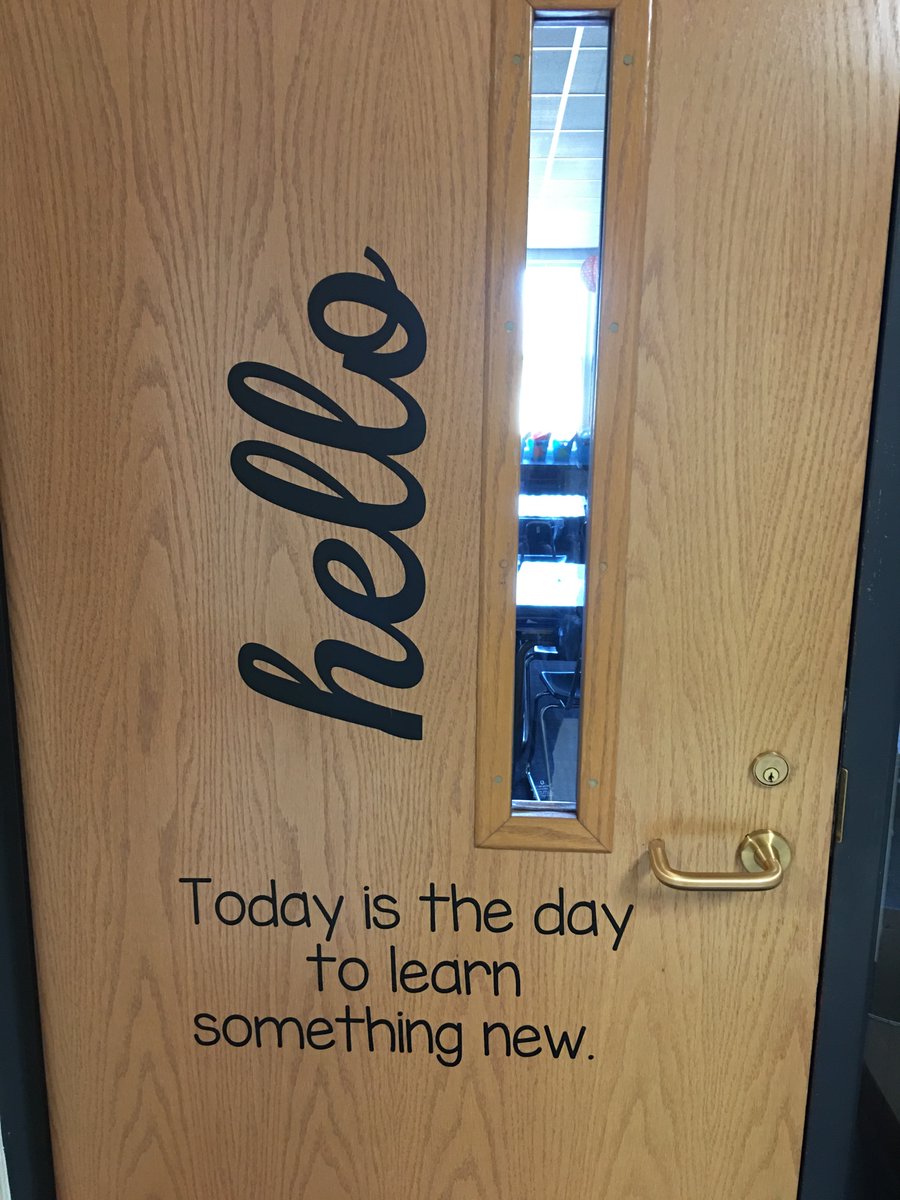 hello
Today is the day
to learn
something new.